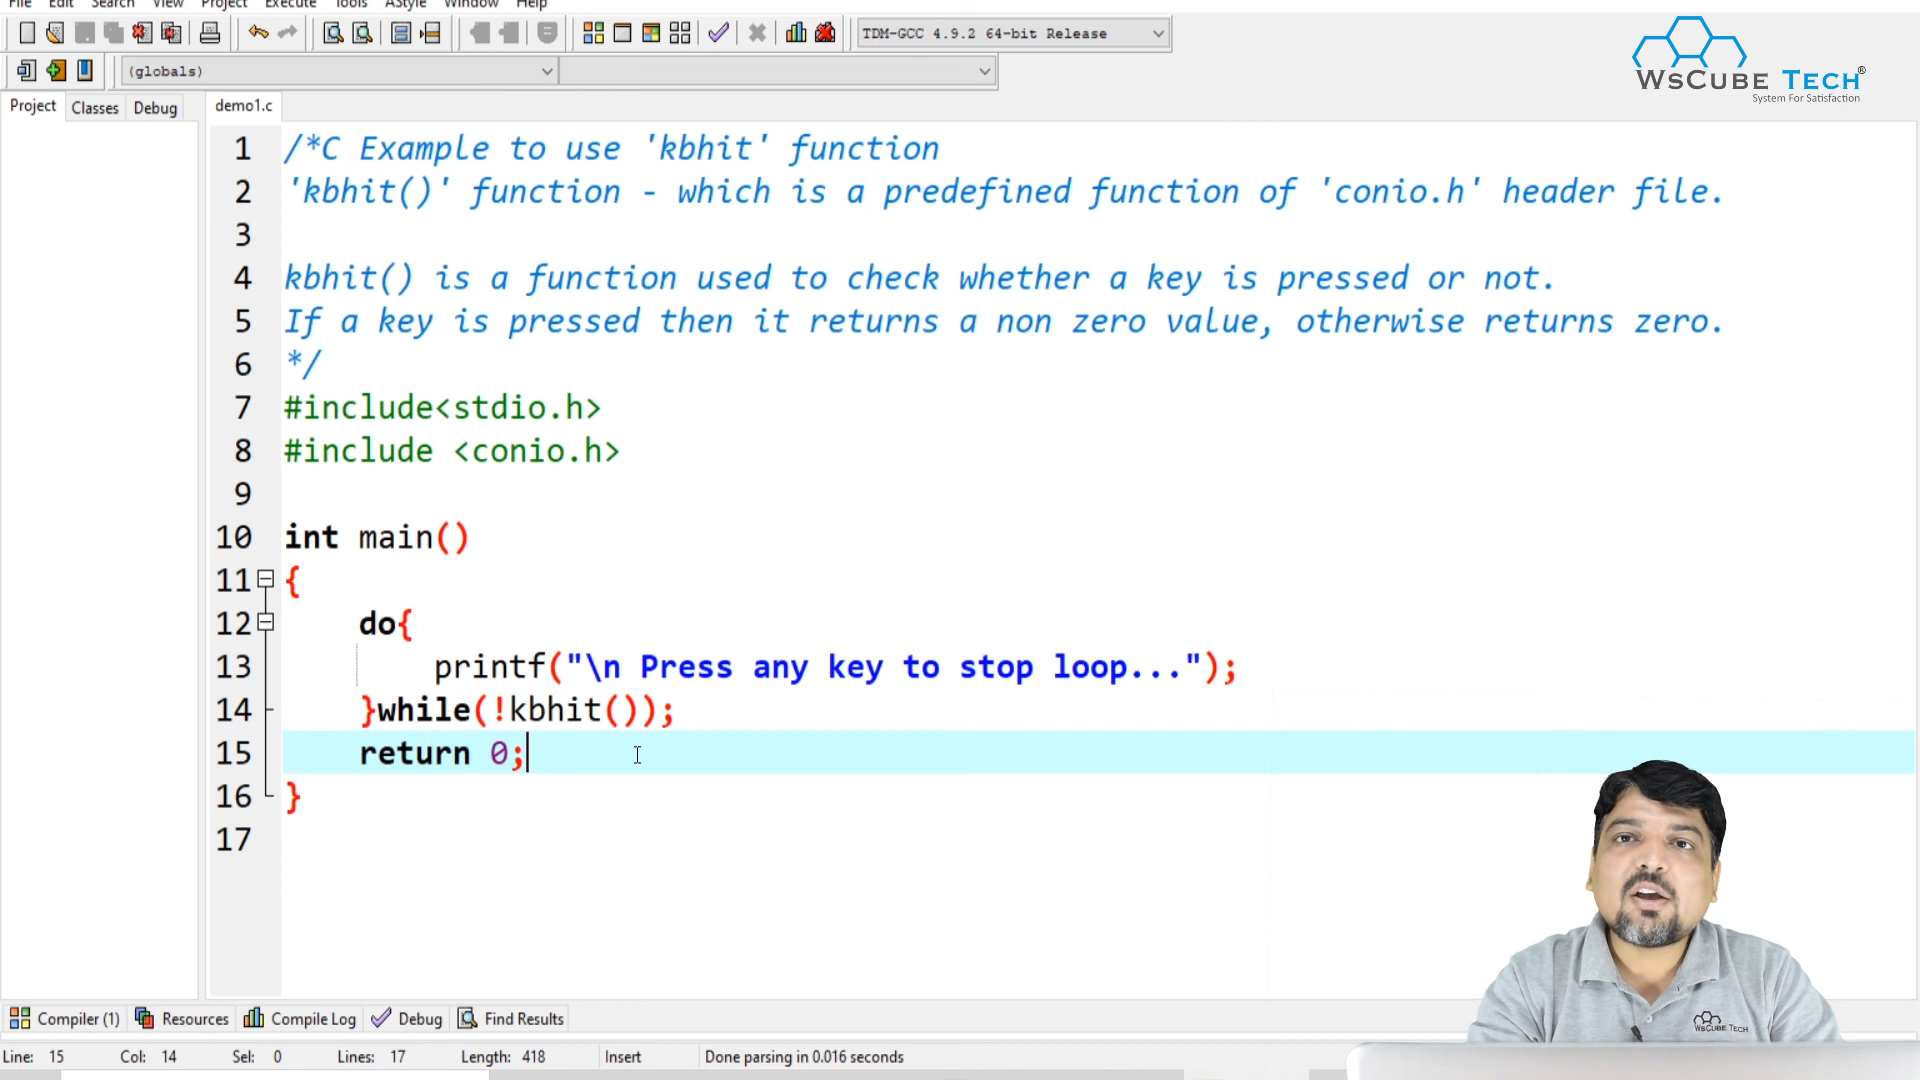 File Edit Search View Project Execute Tools AStyle Window Help
TDM-GCC 4.9.2 64-bit Release
(globals)
WsCube Tech®
System For Satisfaction
Project Classes Debug demo1.c
1 /*C Example to use 'kbhit' function
2 'kbhit()' function - which is a predefined function of 'conio.h' header file.
3
4 kbhit() is a function used to check whether a key is pressed or not.
5 If a key is pressed then it returns a non zero value, otherwise returns zero.
6 */
7 #include<stdio.h>
8 #include <conio.h>
9
10 int main()
11 {
12 do{
13 printf("\n Press any key to stop loop...");
14 }while(!kbhit());
15 return 0;
16 }
17
WsCube Tech
Compiler (1) Resources Compile Log Debug Find Results
Line: 15 Col: 14 Sel: 0 Lines: 17 Length: 418 Insert Done parsing in 0.016 seconds